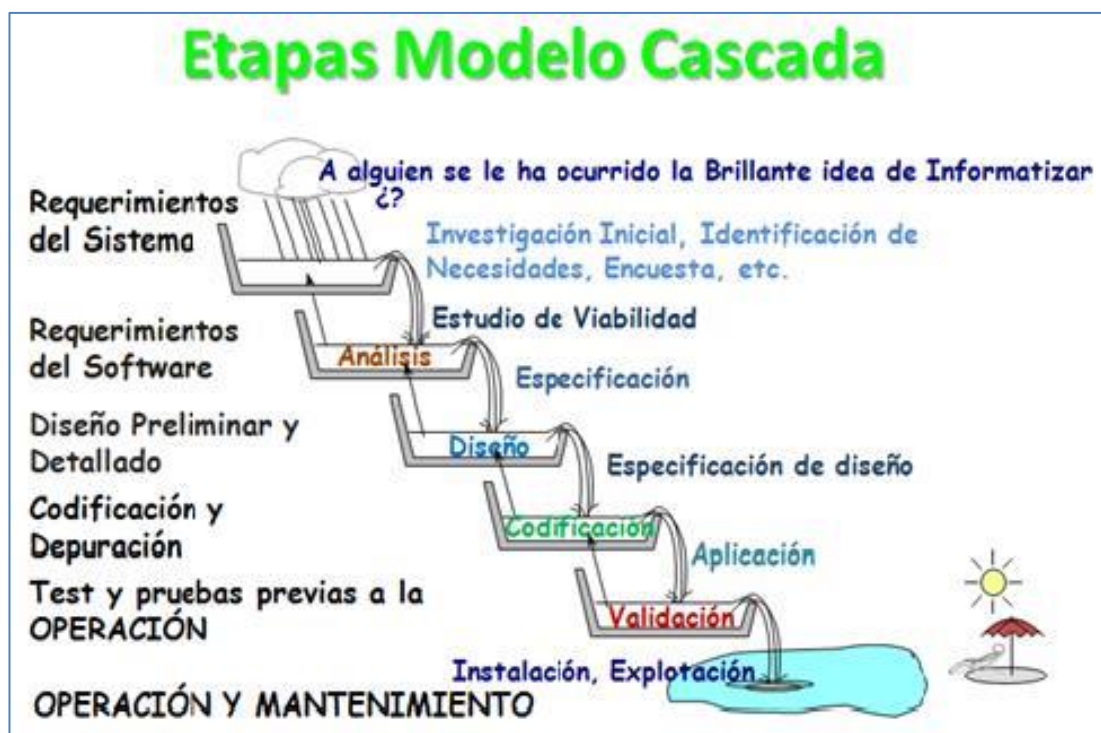 Etapas Modelo Cascada
A alguien se le ha ocurrido la Brillante idea de Informatizar
¿?
Requerimientos
del Sistema
Investigación Inicial, Identificación de
Necesidades, Encuesta, etc.
Estudio de Viabilidad
Requerimientos
del Software
Análisis
Especificación
Diseño Preliminar y
Detallado
Diseño
Especificación de diseño
Codificación y
Depuración
Codificación
Aplicación
Test y pruebas previas a la
OPERACIÓN
Validación
Instalación, Explotación
OPERACIÓN Y MANTENIMIENTO